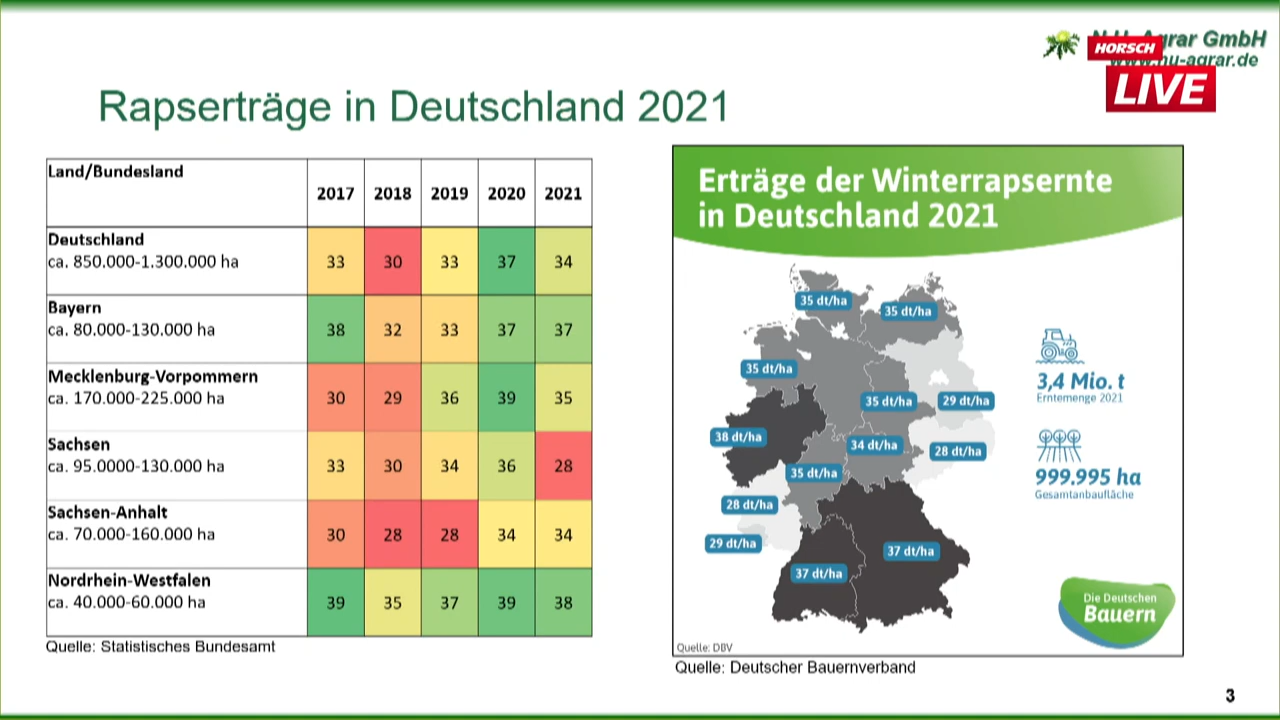 Agrar GmbH
HORSCH
LIVE
Rapserträge in Deutschland 2021
Land/Bundesland
2017 2018 2019 2020 2021
Deutschland
ca. 850.000-1.300.000 ha
33 30 33 37 34
Bayern
ca. 80.000-130.000 ha
38 32 33 37 37
Mecklenburg-Vorpommern
ca. 170.000-225.000 ha
30 29 36 39 35
Sachsen
ca. 95.0000-130.000 ha
33 30 34 36 28
Sachsen-Anhalt
ca. 70.000-160.000 ha
30 28 28 34 34
Nordrhein-Westfalen
ca. 40.000-60.000 ha
39 35 37 39 38
Quelle: Statistisches Bundesamt
Erträge der Winterrapsernte
in Deutschland 2021
35 dt/ha
35 dt/ha
35 dt/ha
35 dt/ha
29 dt/ha
38 dt/ha
34 dt/ha
28 dt/ha
35 dt/ha
28 dt/ha
29 dt/ha
37 dt/ha
37 dt/ha
3,4 Mio. t
Erntemenge 2021
999.995 ha
Gesamtanbaufläche
Die Deutschen
Bauern
Quelle: DBV
Quelle: Deutscher Bauernverband
3